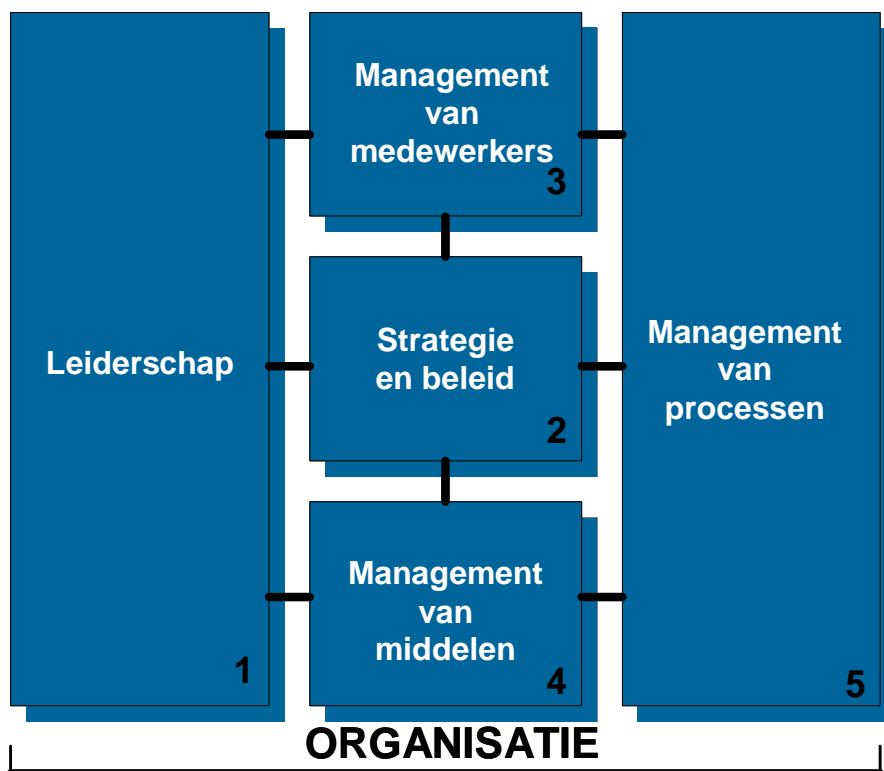 Leiderschap
1
Management
van
medewerkers
3
Strategie
en beleid
2
Management
van
middelen
4
Management
van
processen
5
ORGANISATIE